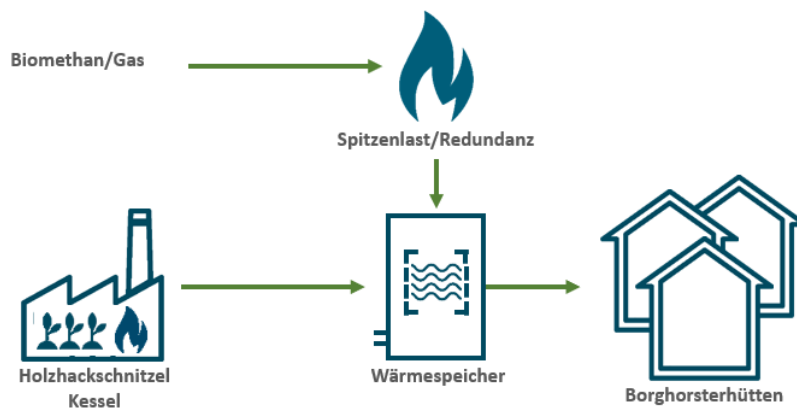 Biomethan/Gas
Spitzenlast/Redundanz
Holzhackschnitzel
Kessel
Wärmespeicher
Borghorsterhütten